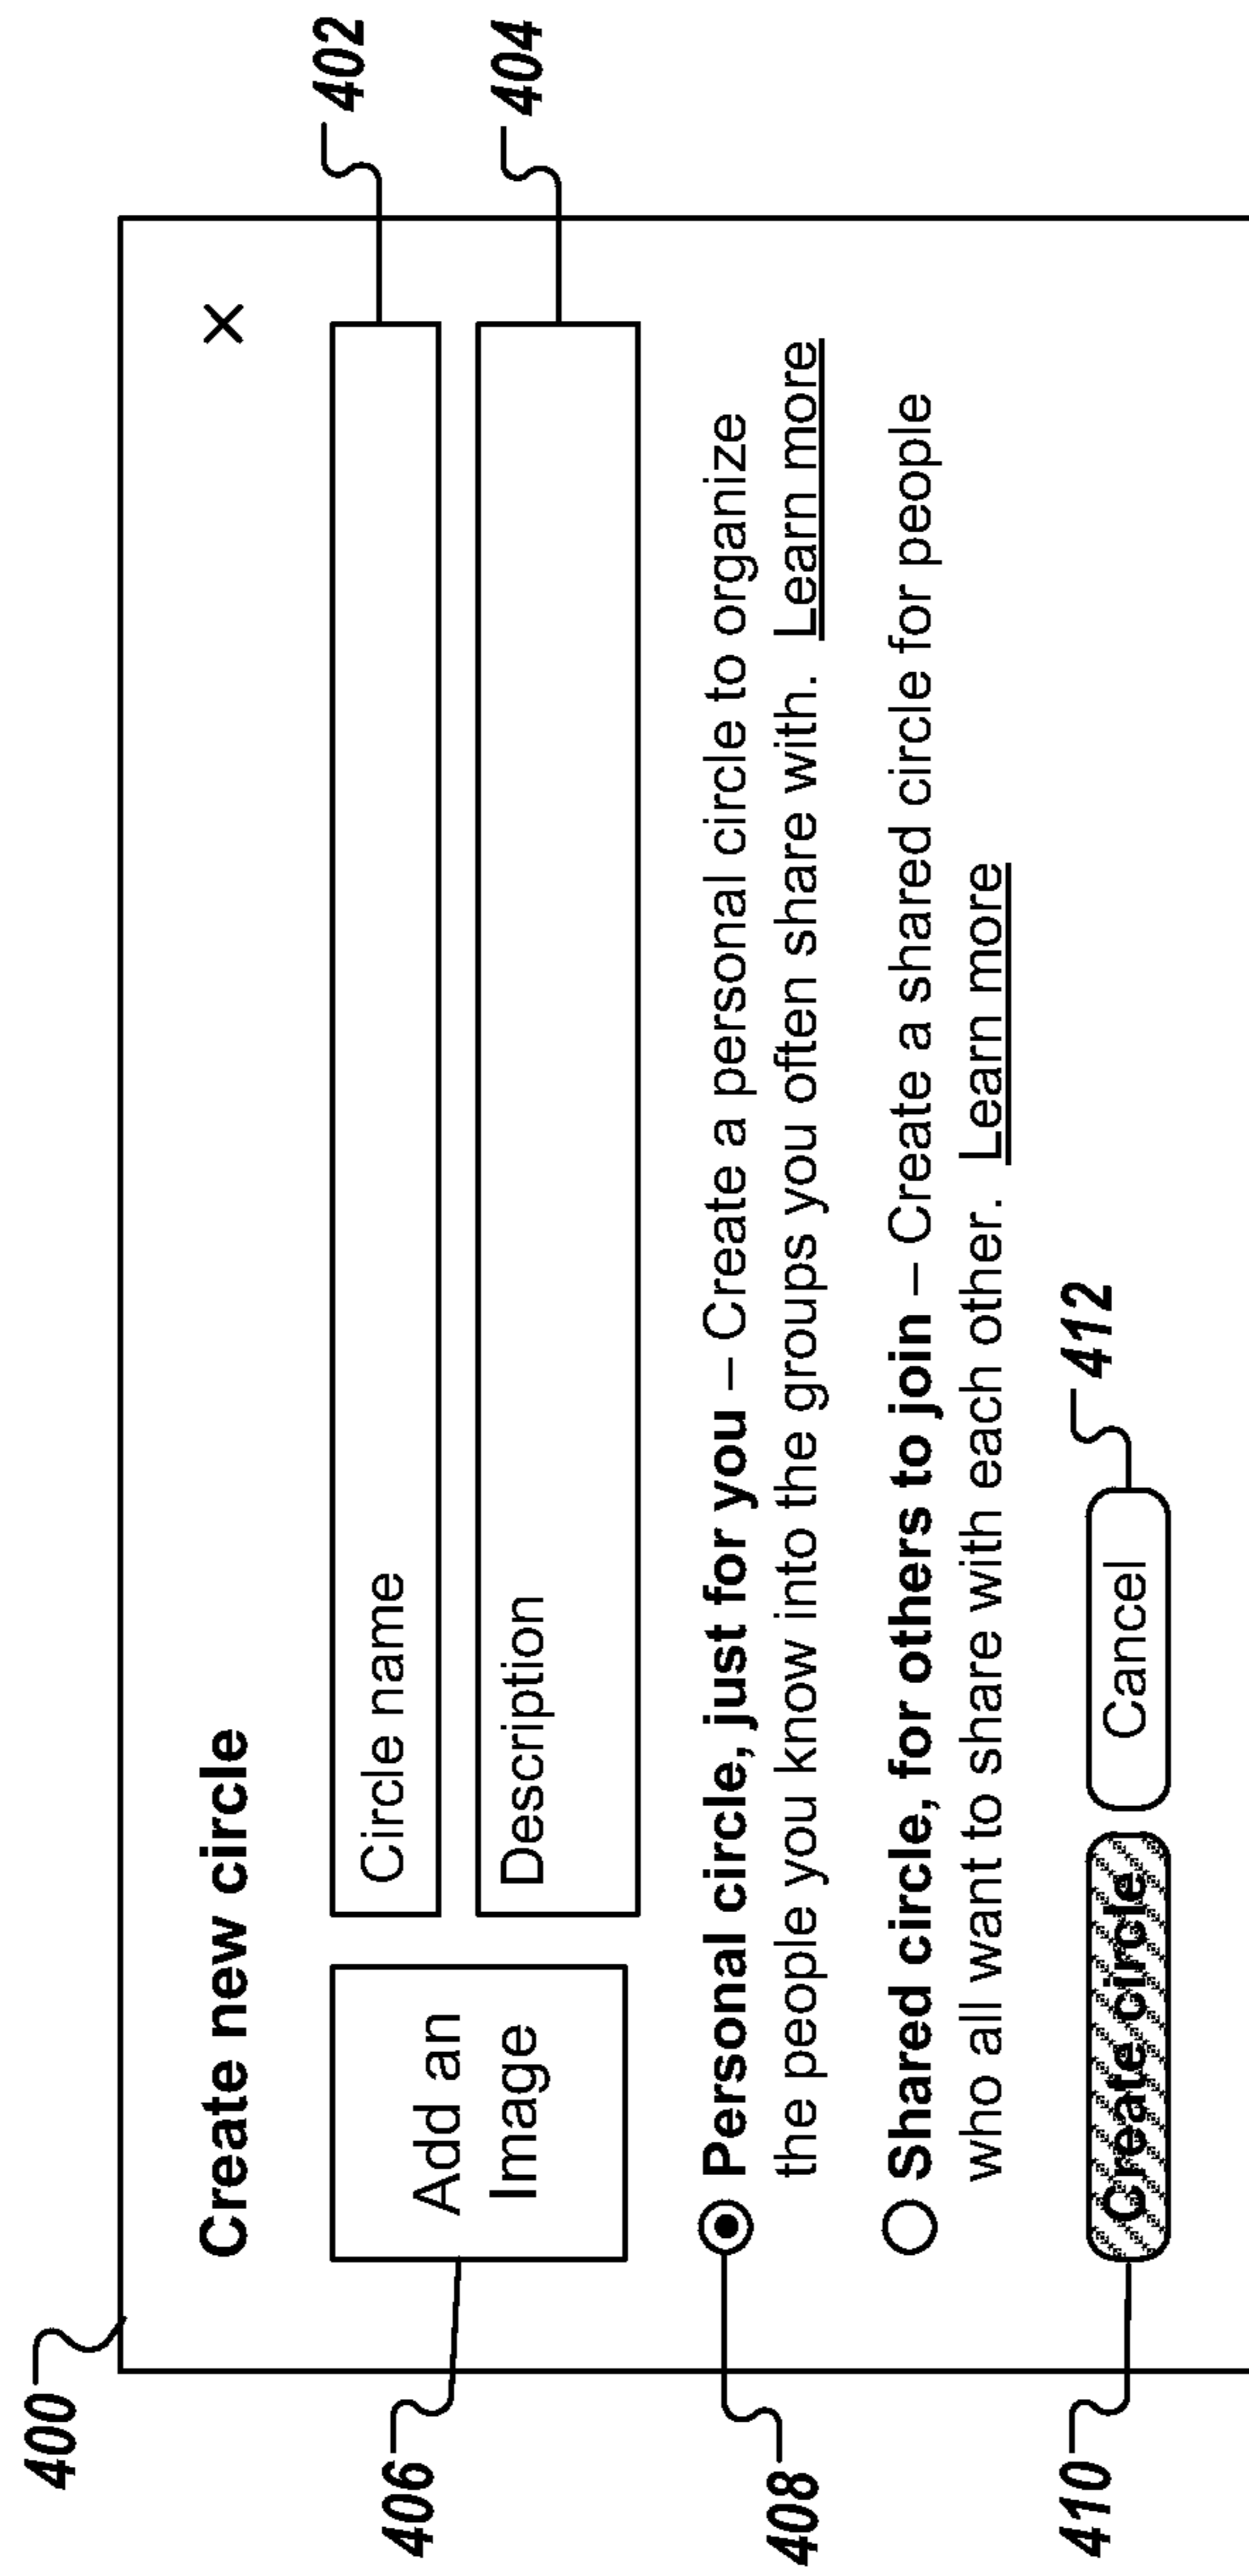 400
Create new circle
×
406
Add an
Image
Circle name
402
Description
404
408
Personal circle, just for you – Create a personal circle to organize
the people you know into the groups you often share with. Learn more
Shared circle, for others to join – Create a shared circle for people
who all want to share with each other. Learn more
410
Create circle
Cancel
412